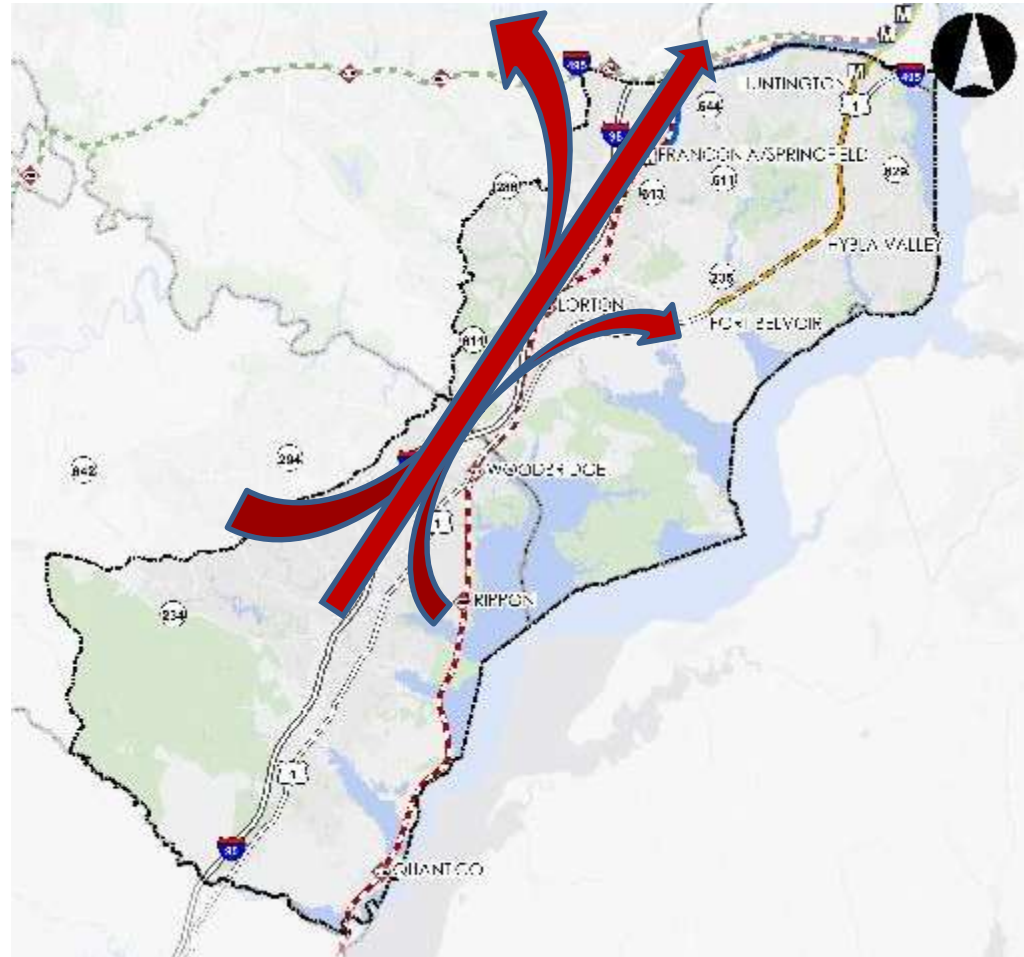 M
M
495
495
M
HUNTINGTON
1
644
95
FRANCONIA/SPRINGFIELD
611
629
286
613
HYBLA VALLEY
235
LORTON
FORT BELVOIR
611
642
294
WOODBRIDGE
1
RIPPON
234
1
95
QUANTICO